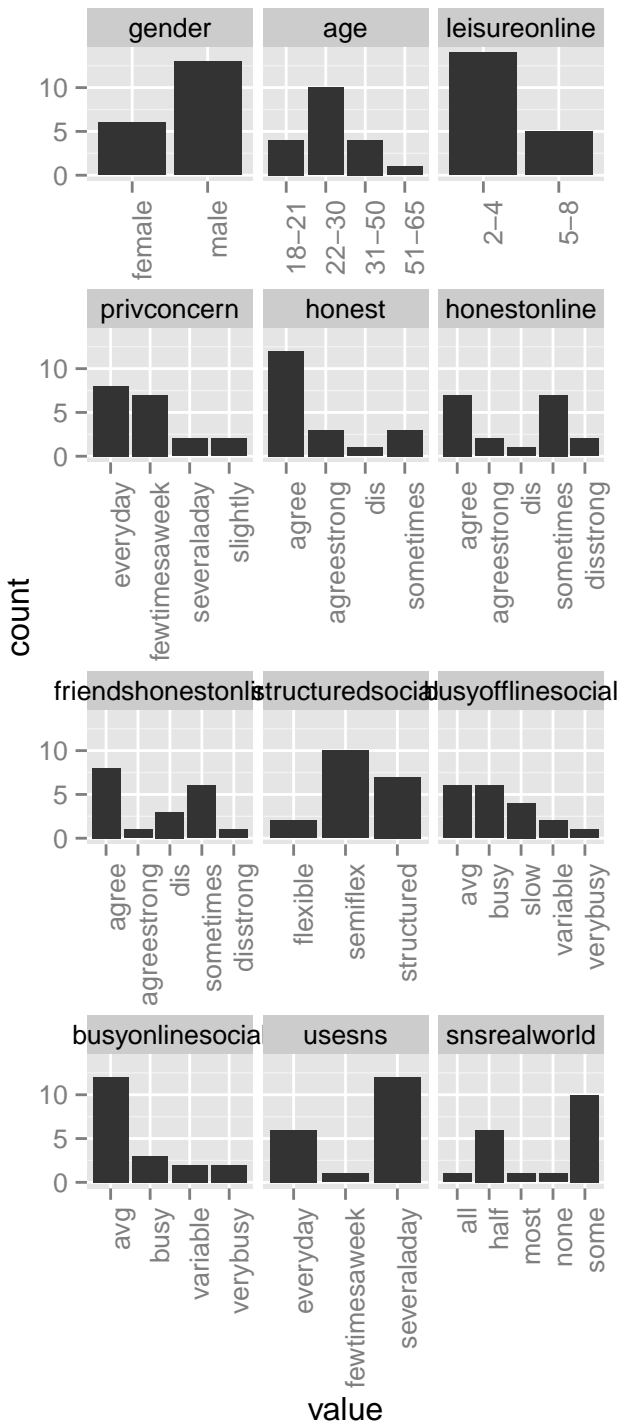 gender age leisureonline
10
5
0
female male 18−21 22−30 31−50 51−65 2−4 5−8
privconcern honest honestonline
10
5
0
everyday fewtimesaweek severaladay slightly agree agreestrong dis sometimes agree agreestrong dis sometimes disstrong
count
friendshonestonli structuredsocial busyofflinesocial
10
5
0
agree agreestrong dis sometimes disstrong flexible semiflex structured avg busy slow variable verybusy
busyonlinesocial usesns snsrealworld
10
5
0
avg busy variable verybusy everyday fewtimesaweek severaladay all half most none some
value